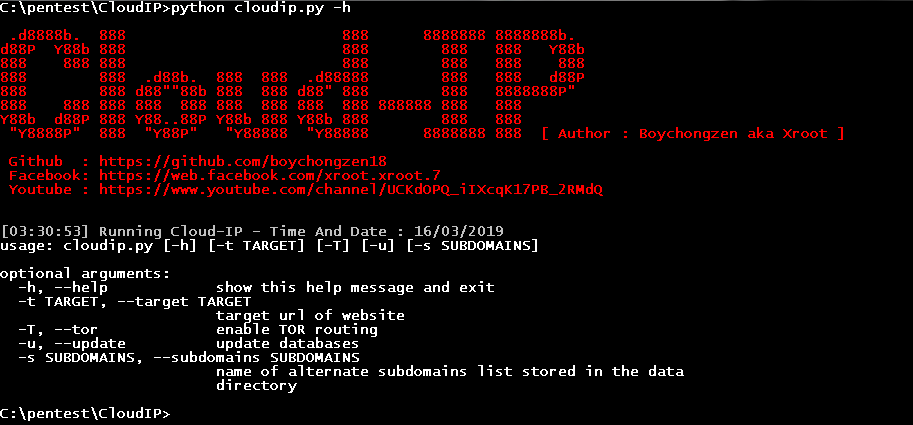 C:\pentest\CloudIP>python cloudip.py -h
 .d8888b.  888                           888       8888888 8888888b.
d88P  Y88b 888                           888         888   888   Y88b
888    888 888                           888         888   888    888
888        888  .d88b.  888  888  .d88888         888   888   d88P
888        888 d88""88b 888  888 d88" 888         888   8888888P"
888    888 888 888  888 888  888 888  888 888888 888   888
Y88b  d88P 888 Y88..88P Y88b 888 Y88b 888         888   888
 "Y8888P"  888  "Y88P"   "Y88888  "Y88888       8888888 888  [ Author : Boychongzen aka Xroot ]
Github  : https://github.com/boychongzen18
Facebook: https://web.facebook.com/xroot.xroot.7
Youtube : https://www.youtube.com/channel/UCKdOPQ_iIXcqK17PB_2RMdQ
[03:30:53] Running Cloud-IP - Time And Date : 16/03/2019
usage: cloudip.py [-h] [-t TARGET] [-T] [-u] [-s SUBDOMAINS]
optional arguments:
-h, --help            show this help message and exit
-t TARGET, --target TARGET
target url of website
-T, --tor             enable TOR routing
-u, --update          update databases
-s SUBDOMAINS, --subdomains SUBDOMAINS
name of alternate subdomains list stored in the data
directory
C:\pentest\CloudIP>